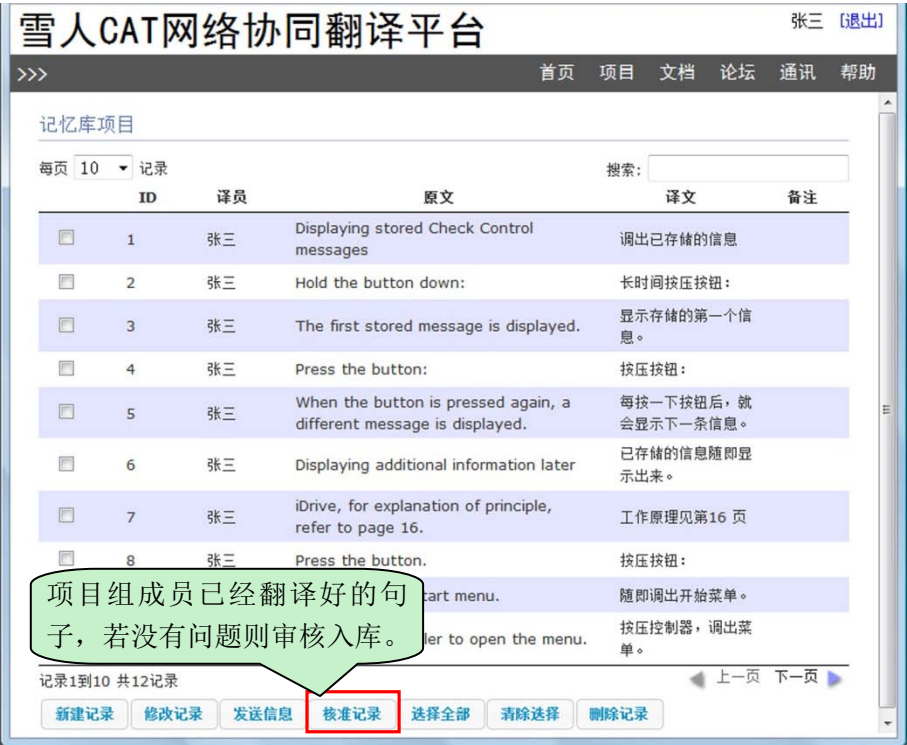 雪人CAT网络协同翻译平台
张三 [退出]
>>> 首页 项目 文档 论坛 通讯 帮助
记忆库项目
每页 10 记录 搜索:
ID 译员 原文 译文 备注
1 张三 Displaying stored Check Control messages 调出已存储的信息
2 张三 Hold the button down: 长时间按压按钮：
3 张三 The first stored message is displayed. 显示存储的第一个信息。
4 张三 Press the button: 按压按钮：
5 张三 When the button is pressed again, a different message is displayed. 每按一下按钮后，就会显示下一条信息。
6 张三 Displaying additional information later 已存储的信息随即显示出来。
7 张三 iDrive, for explanation of principle, refer to page 16. 工作原理见第16 页
8 张三 Press the button. 按压按钮：
项目组成员已经翻译好的句
子，若没有问题则审核入库。
tart menu. 随即调出开始菜单。
ler to open the menu. 按压控制器，调出菜单。
记录1到10 共12记录 上一页 下一页
新建记录 修改记录 发送信息 核准记录 选择全部 清除选择 删除记录